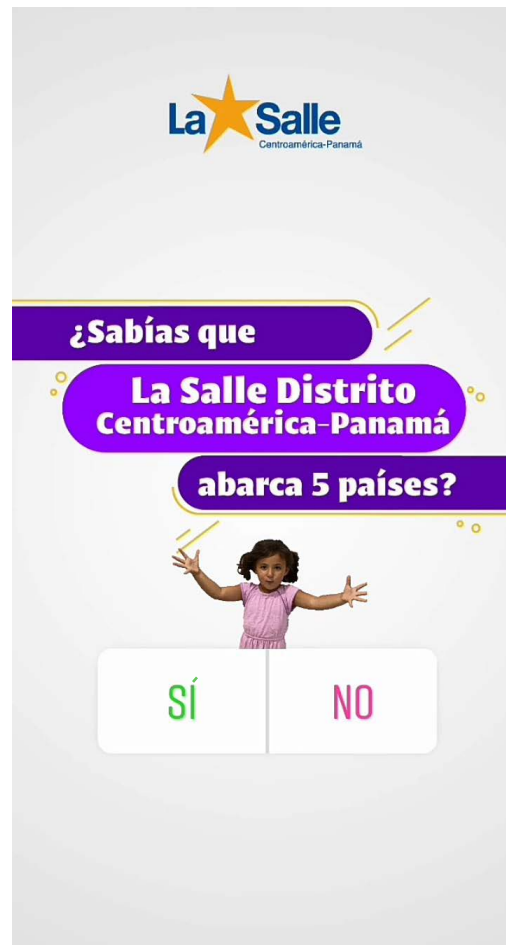 La Salle
Centroamérica-Panamá
¿Sabías que
La Salle Distrito
Centroamérica-Panamá
abarca 5 países?
SÍ NO